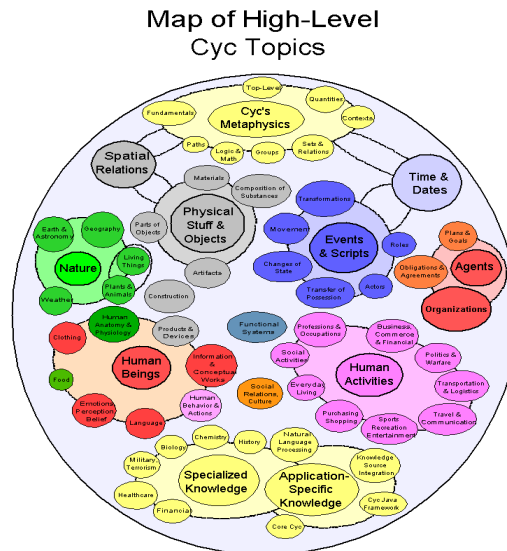 Map of High-Level
Cyc Topics
Top-Level
Fundamentals
Quantities
Cyc's
Metaphysics
Contexts
Paths
Logic &
Math
Groups
Sets &
Relations
Spatial
Relations
Time &
Dates
Materials
Composition of
Substances
Transformations
Physical
Stuff &
Objects
Parts of
Objects
Artifacts
Construction
Products &
Devices
Movement
Events
& Scripts
Roles
Changes of
State
Transfer of
Possession
Actors
Earth &
Astronomy
Geography
Nature
Living
Things
Weather
Plants &
Animals
Plans &
Goals
Agents
Obligations &
Agreements
Organizations
Human
Anatomy &
Physiology
Clothing
Human
Beings
Information &
Conceptual
Works
Food
Emotions
Perception
Belief
Language
Human
Behavior &
Actions
Functional
Systems
Social
Relations,
Culture
Professions &
Occupations
Business,
Commerce
& Financial
Social
Activities
Human
Activities
Politics &
Warfare
Everyday
Living
Transportation
& Logistics
Purchasing
Shopping
Sports
Recreation
Entertainment
Travel &
Communication
Biology
Chemistry
History
Natural
Language
Processing
Military
Terrorism
Specialized
Knowledge
Application-
Specific
Knowledge
Knowledge
Source
Integration
Healthcare
Financial
Cyc Java
Framework
Core Cyc